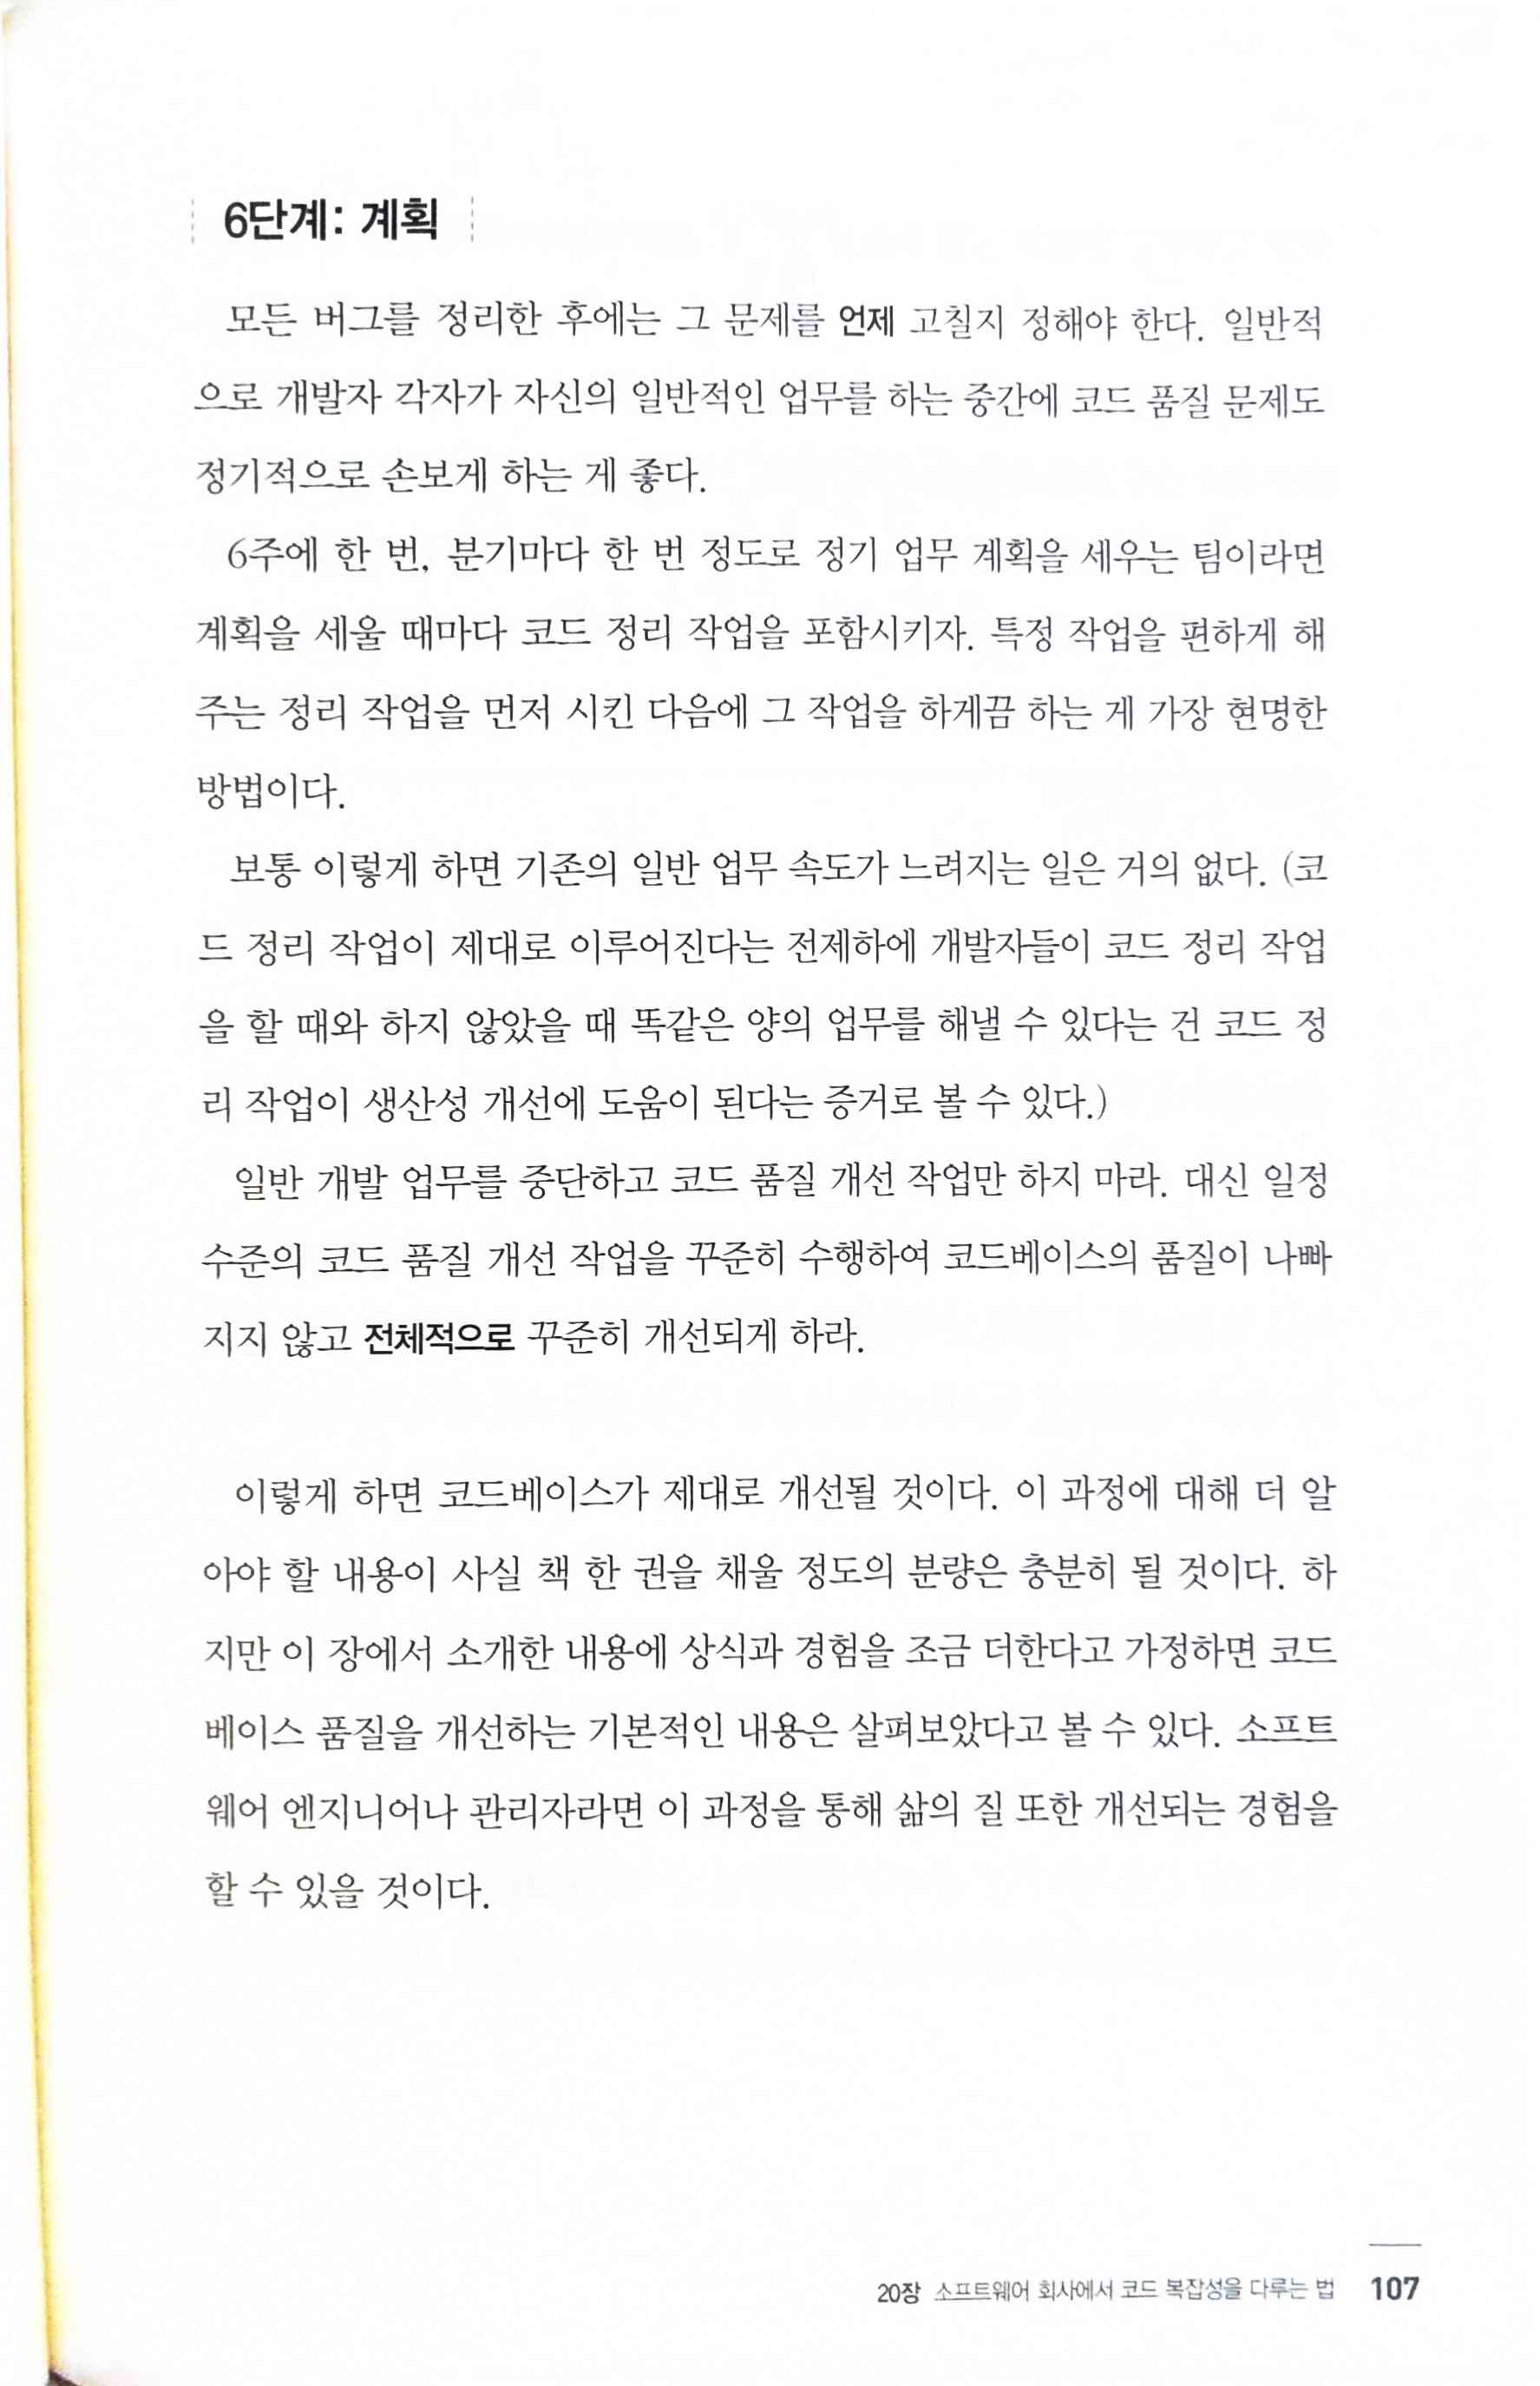 6단계: 계획
모든 버그를 정리한 후에는 그 문제를 언제 고칠지 정해야 한다. 일반적
으로 개발자 각자가 자신의 일반적인 업무를 하는 중간에 코드 품질 문제도
정기적으로 손보게 하는 게 좋다.
6주에 한 번, 분기마다 한 번 정도로 정기 업무 계획을 세우는 팀이라면
계획을 세울 때마다 코드 정리 작업을 포함시키자. 특정 작업을 편하게 해
주는 정리 작업을 먼저 시킨 다음에 그 작업을 하게끔 하는 게 가장 현명한
방법이다.
보통 이렇게 하면 기존의 일반 업무 속도가 느려지는 일은 거의 없다. (코
드 정리 작업이 제대로 이루어진다는 전제하에 개발자들이 코드 정리 작업
을 할 때와 하지 않았을 때 똑같은 양의 업무를 해낼 수 있다는 건 코드 정
리 작업이 생산성 개선에 도움이 된다는 증거로 볼 수 있다.)
일반 개발 업무를 중단하고 코드 품질 개선 작업만 하지 마라. 대신 일정
수준의 코드 품질 개선 작업을 꾸준히 수행하여 코드베이스의 품질이 나빠
지지 않고 전체적으로 꾸준히 개선되게 하라.
이렇게 하면 코드베이스가 제대로 개선될 것이다. 이 과정에 대해 더 알
아야 할 내용이 사실 책 한 권을 채울 정도의 분량은 충분히 될 것이다. 하
지만 이 장에서 소개한 내용에 상식과 경험을 조금 더한다고 가정하면 코드
베이스 품질을 개선하는 기본적인 내용은 살펴보았다고 볼 수 있다. 소프트
웨어 엔지니어나 관리자라면 이 과정을 통해 삶의 질 또한 개선되는 경험을
할 수 있을 것이다.
20장 소프트웨어 회사에서 코드 복잡성을 다루는 법 107